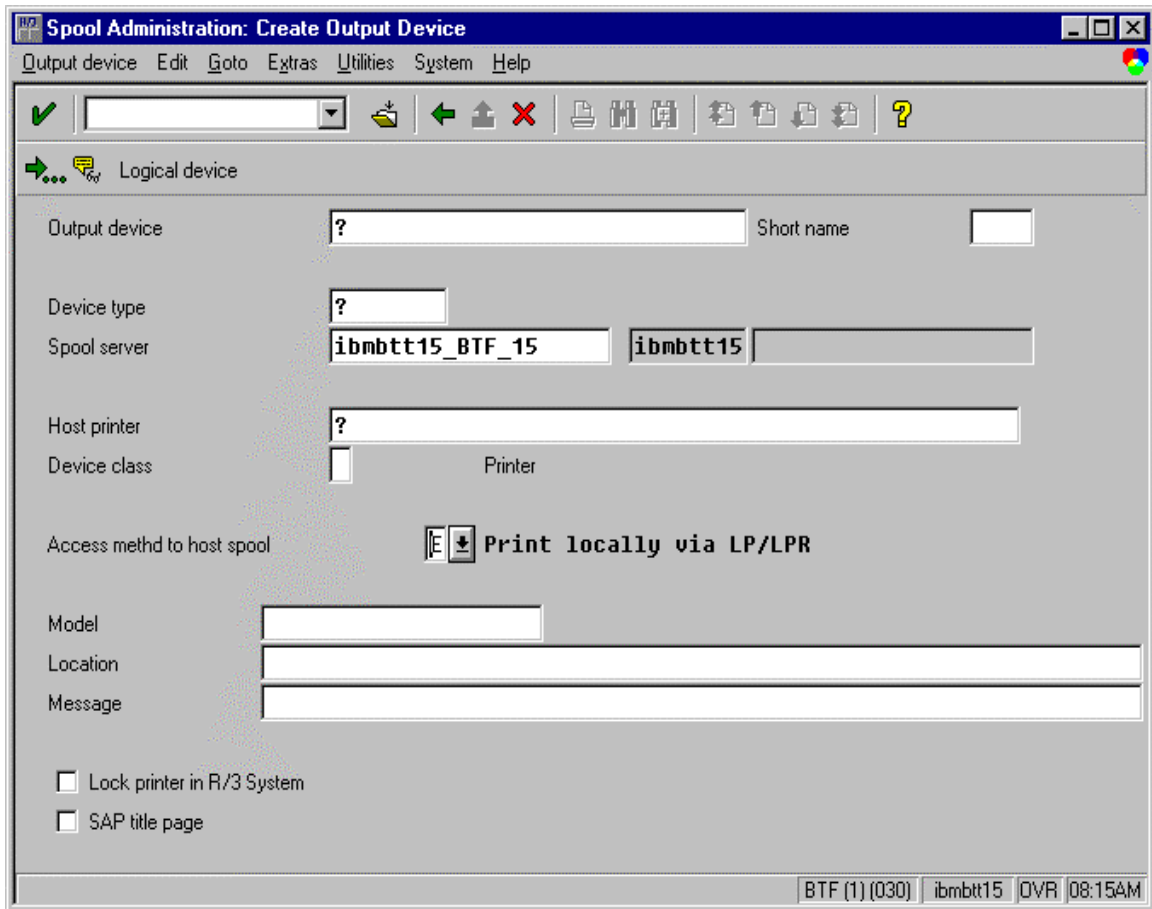 Spool Administration: Create Output Device
Output device Edit Goto Extras Utilities System Help
Logical device
Output device ? Short name
Device type ?
Spool server ibmbtt15_BTF_15 ibmbtt15
Host printer ?
Device class Printer
Access methd to host spool E Print locally via LP/LPR
Model
Location
Message
Lock printer in R/3 System
SAP title page
BTF (1) (030) ibmbtt15 OVR 08:15AM